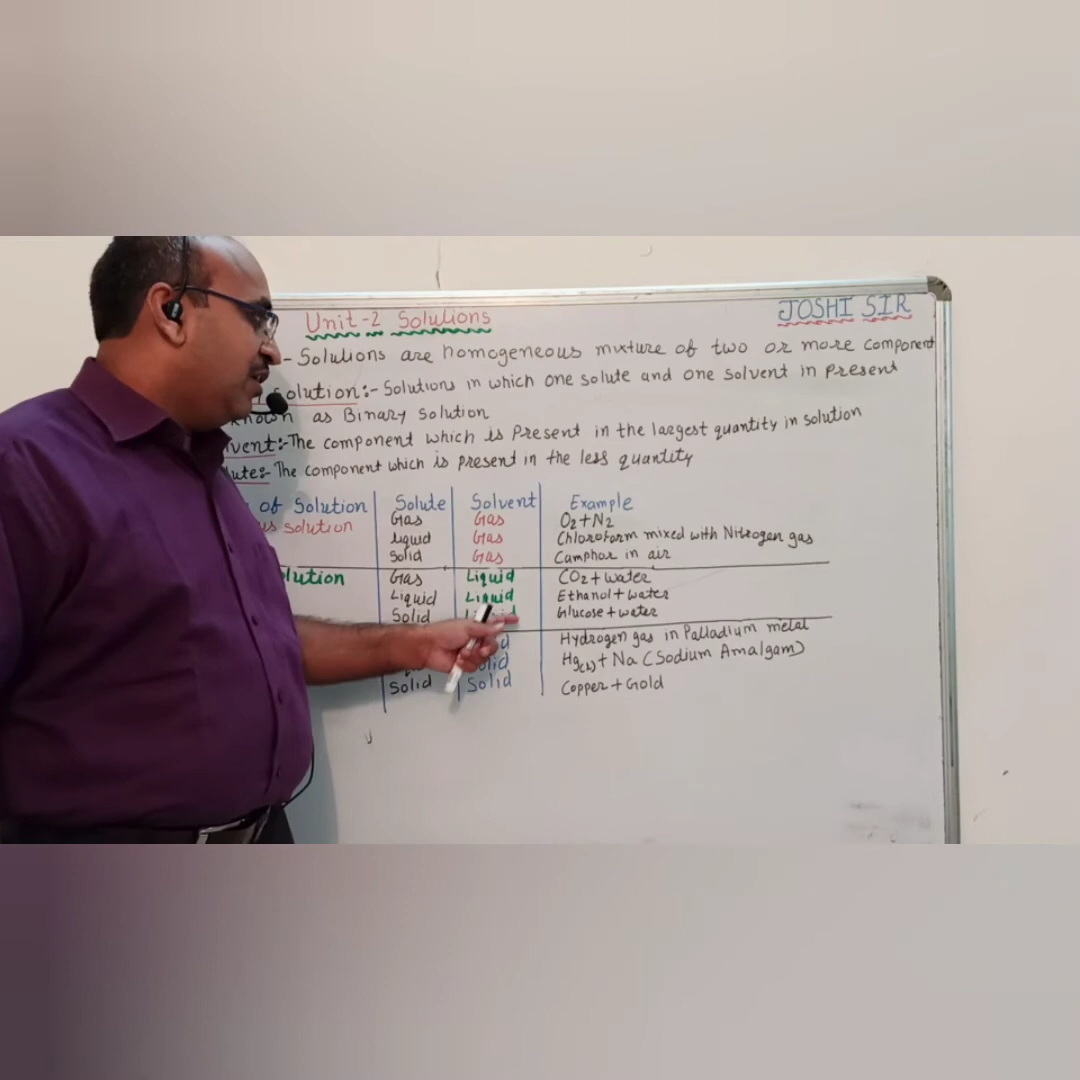 Unit-2 Solutions
JOSHI SIR
- Solutions are homogeneous mixture of two or more component
Solution:- Solutions in which one solute and one solvent in present
known as Binary solution
vent:- The component which is Present in the largest quantity in solution
ute:- The component which is present in the less quantity
of Solution Solute Solvent Example
us solution Gas Gas O2+N2
liquid Gas Chloroform mixed with Nitrogen gas
Solid Gas Camphor in air
olution Gas Liquid CO2+water
Liquid Liquid Ethanol+water
Solid Glucose+water
Hydrogen gas in Palladium metal
Solid Hg(s)+Na (Sodium Amalgam)
Solid Solid Copper+Gold